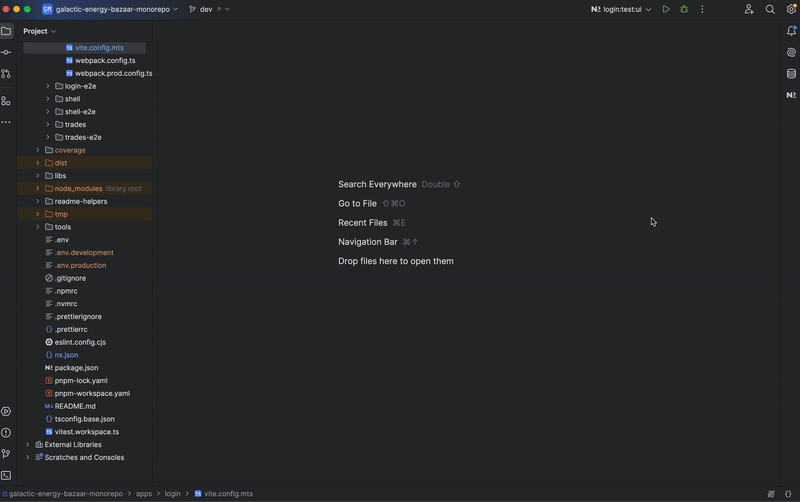 GM galactic-energy-bazaar-monorepo dev
login:test:ui
Project
vite.config.mts
webpack.config.ts
webpack.prod.config.ts
login-e2e
shell
shell-e2e
trades
trades-e2e
coverage
dist
libs
node_modules library root
readme-helpers
tmp
tools
.env
.env.development
.env.production
.gitignore
.npmrc
.nvmrc
.prettierignore
.prettierrc
eslint.config.cjs
nx.json
package.json
pnpm-lock.yaml
pnpm-workspace.yaml
README.md
tsconfig.base.json
vitest.workspace.ts
External Libraries
Scratches and Consoles
Search Everywhere Double ⇧
Go to File ⇧⌘O
Recent Files ⌘E
Navigation Bar ⌘↑
Drop files here to open them
galactic-energy-bazaar-monorepo > apps > login > vite.config.mts